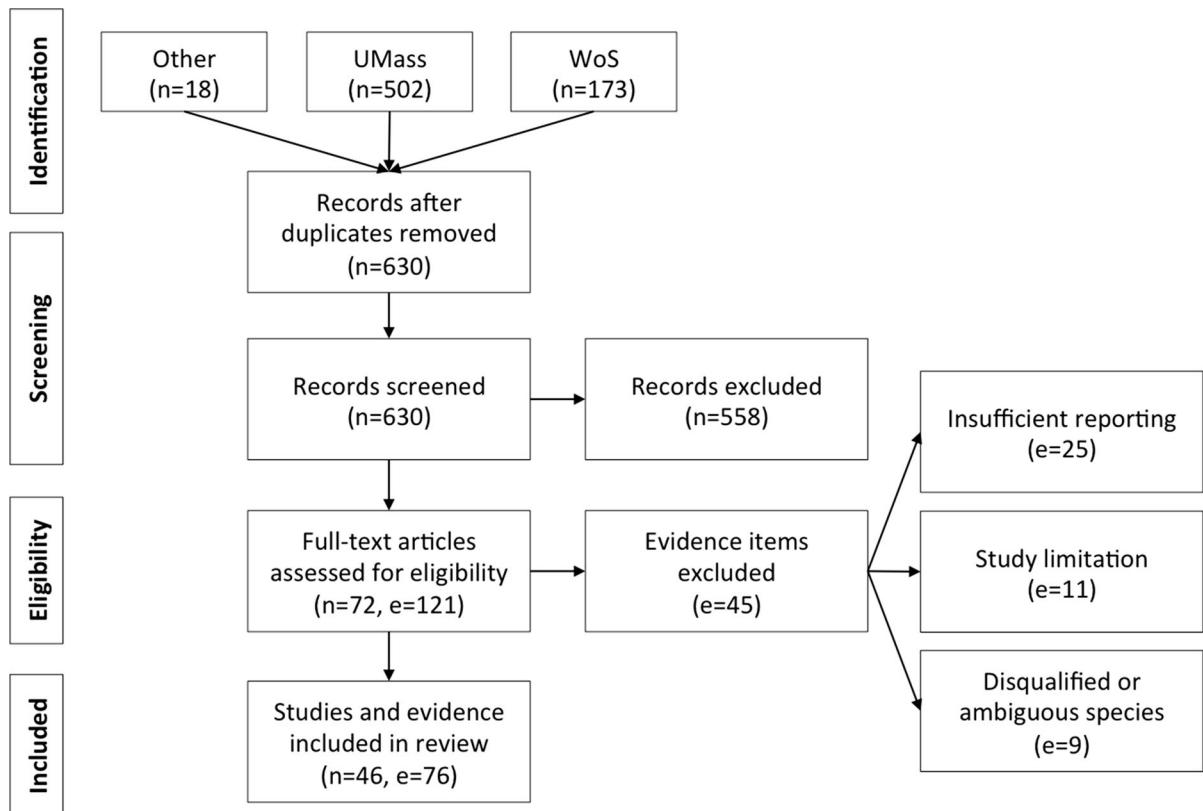 Identification
Other
(n=18)
UMass
(n=502)
WoS
(n=173)
Records after
duplicates removed
(n=630)
Screening
Records screened
(n=630)
Records excluded
(n=558)
Eligibility
Full-text articles
assessed for eligibility
(n=72, e=121)
Evidence items
excluded
(e=45)
Insufficient reporting
(e=25)
Study limitation
(e=11)
Disqualified or
ambiguous species
(e=9)
Included
Studies and evidence
included in review
(n=46, e=76)